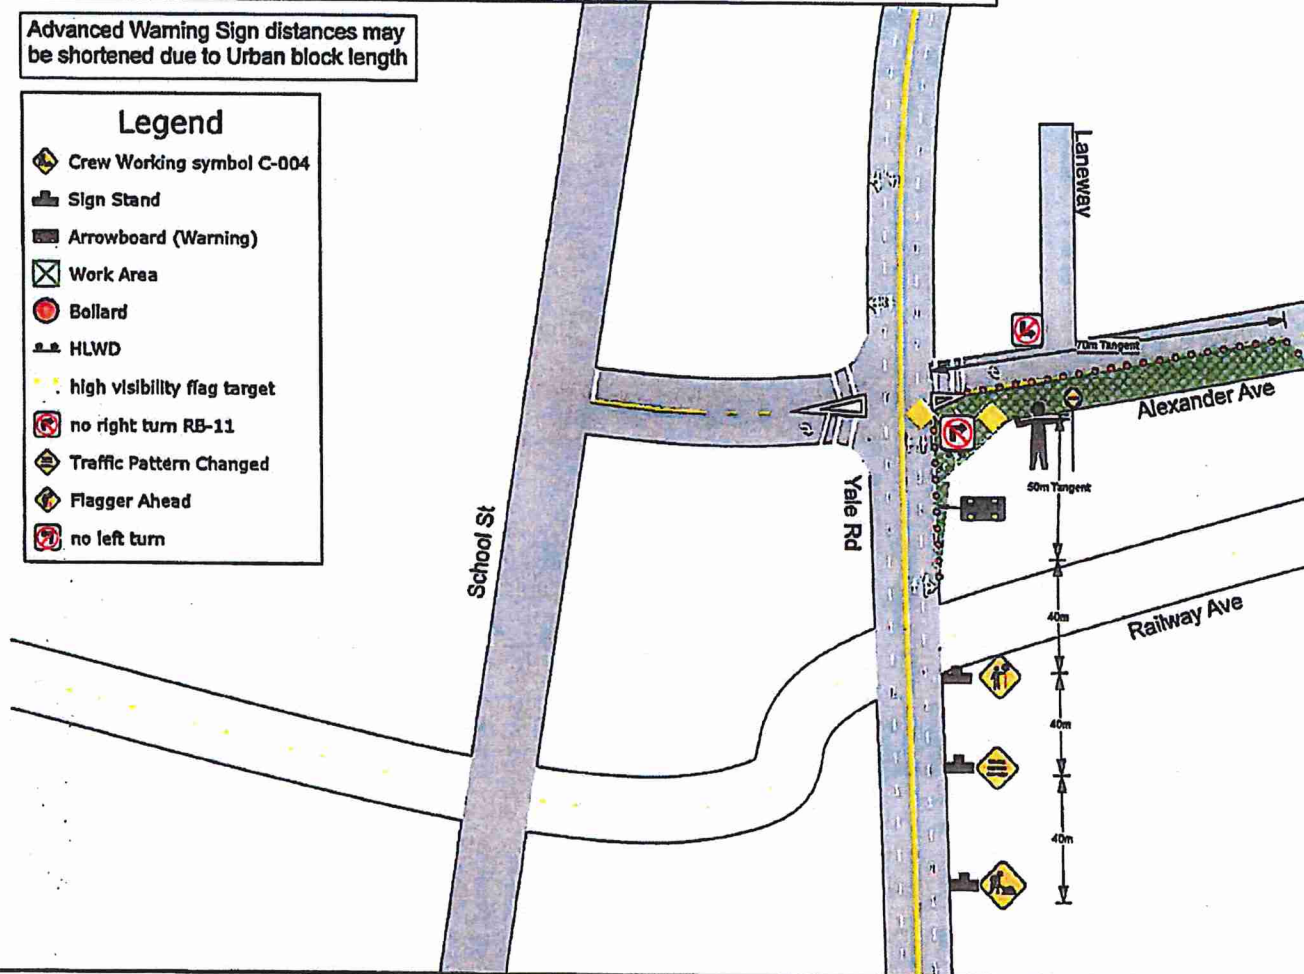 Advanced Warning Sign distances may
be shortened due to Urban block length
Legend
Crew Working symbol C-004
Sign Stand
Arrowboard (Warning)
Work Area
Bollard
HLWD
high visibility flag target
no right turn RB-11
Traffic Pattern Changed
Flagger Ahead
no left turn
Laneway
70m Tangent
Alexander Ave
50m Tangent
Yale Rd
School St
40m
Railway Ave
40m
40m